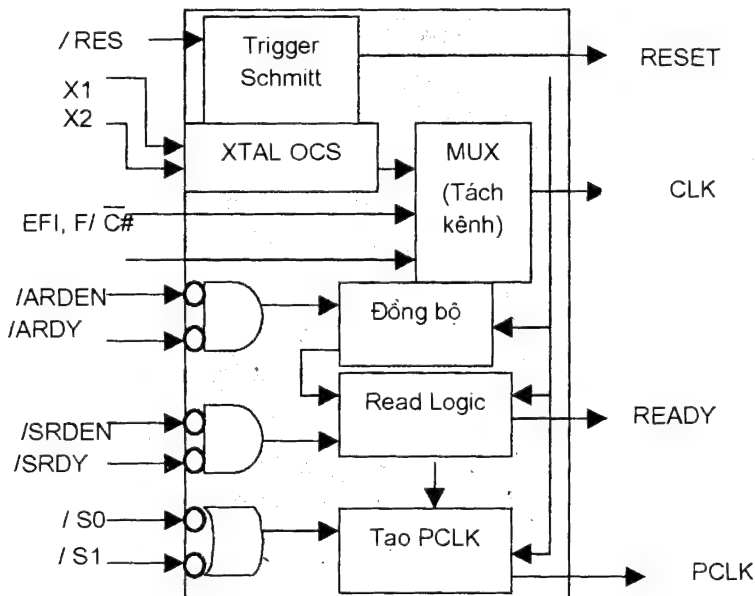 / RES
Trigger
Schmitt
RESET
X1
X2
XTAL OCS
MUX
(Tách
kênh)
CLK
EFI, F/ C̅#
/ARDEN
/ARDY
Đồng bộ
Read Logic
READY
/SRDEN
/SRDY
/ S0
/ S1
Tao PCLK
PCLK